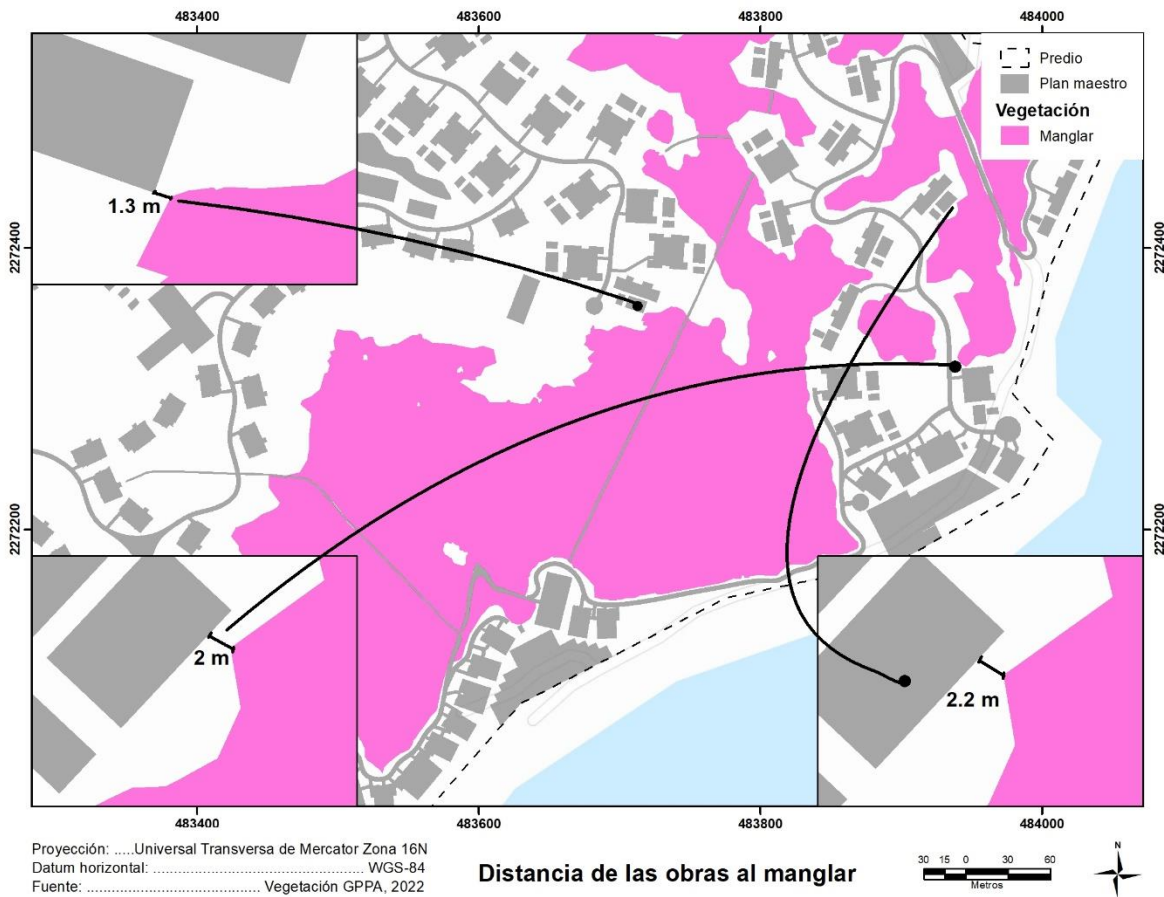 483400 483600 483800 484000
Predio
Plan maestro
Vegetación
Manglar
1.3 m
2272400 2272400
2272200 2272200
2 m
2.2 m
483400 483600 483800 484000
Proyección: .....Universal Transversa de Mercator Zona 16N
Datum horizontal: ........................................ WGS-84
Fuente: ....................................... Vegetación GPPA, 2022
Distancia de las obras al manglar
30 15 0 30 60
Metros
N